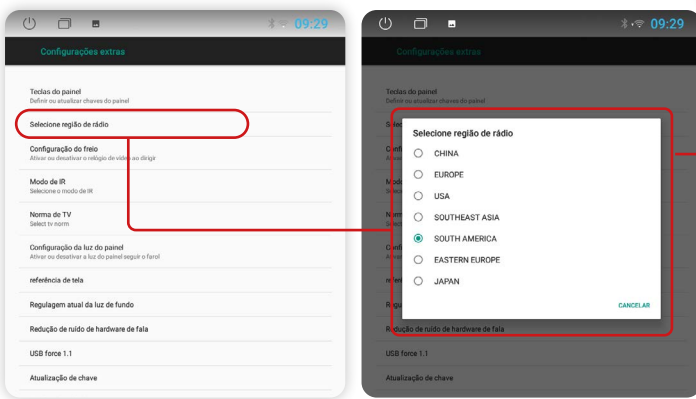 09:29
Configurações extras
Teclas do painel
Definir ou atualizar chaves do painel
Selecione região de rádio
Configuração do freio
Ativar ou desativar o relógio de vídeo ao dirigir
Modo de IR
Selecione o modo de IR
Norma de TV
Select tv norm
Configuração da luz do painel
Ativar ou desativar a luz do painel seguir o farol
referência de tela
Regulagem atual da luz de fundo
Redução de ruído de hardware de fala
USB force 1.1
Atualização de chave
09:29
Configurações extras
Teclas do painel
Definir ou atualizar chaves do painel
Selecione região de rádio
CHINA
EUROPE
USA
SOUTHEAST ASIA
SOUTH AMERICA
EASTERN EUROPE
JAPAN
CANCELAR
Redução de ruído de hardware de fala
USB force 1.1
Atualização de chave